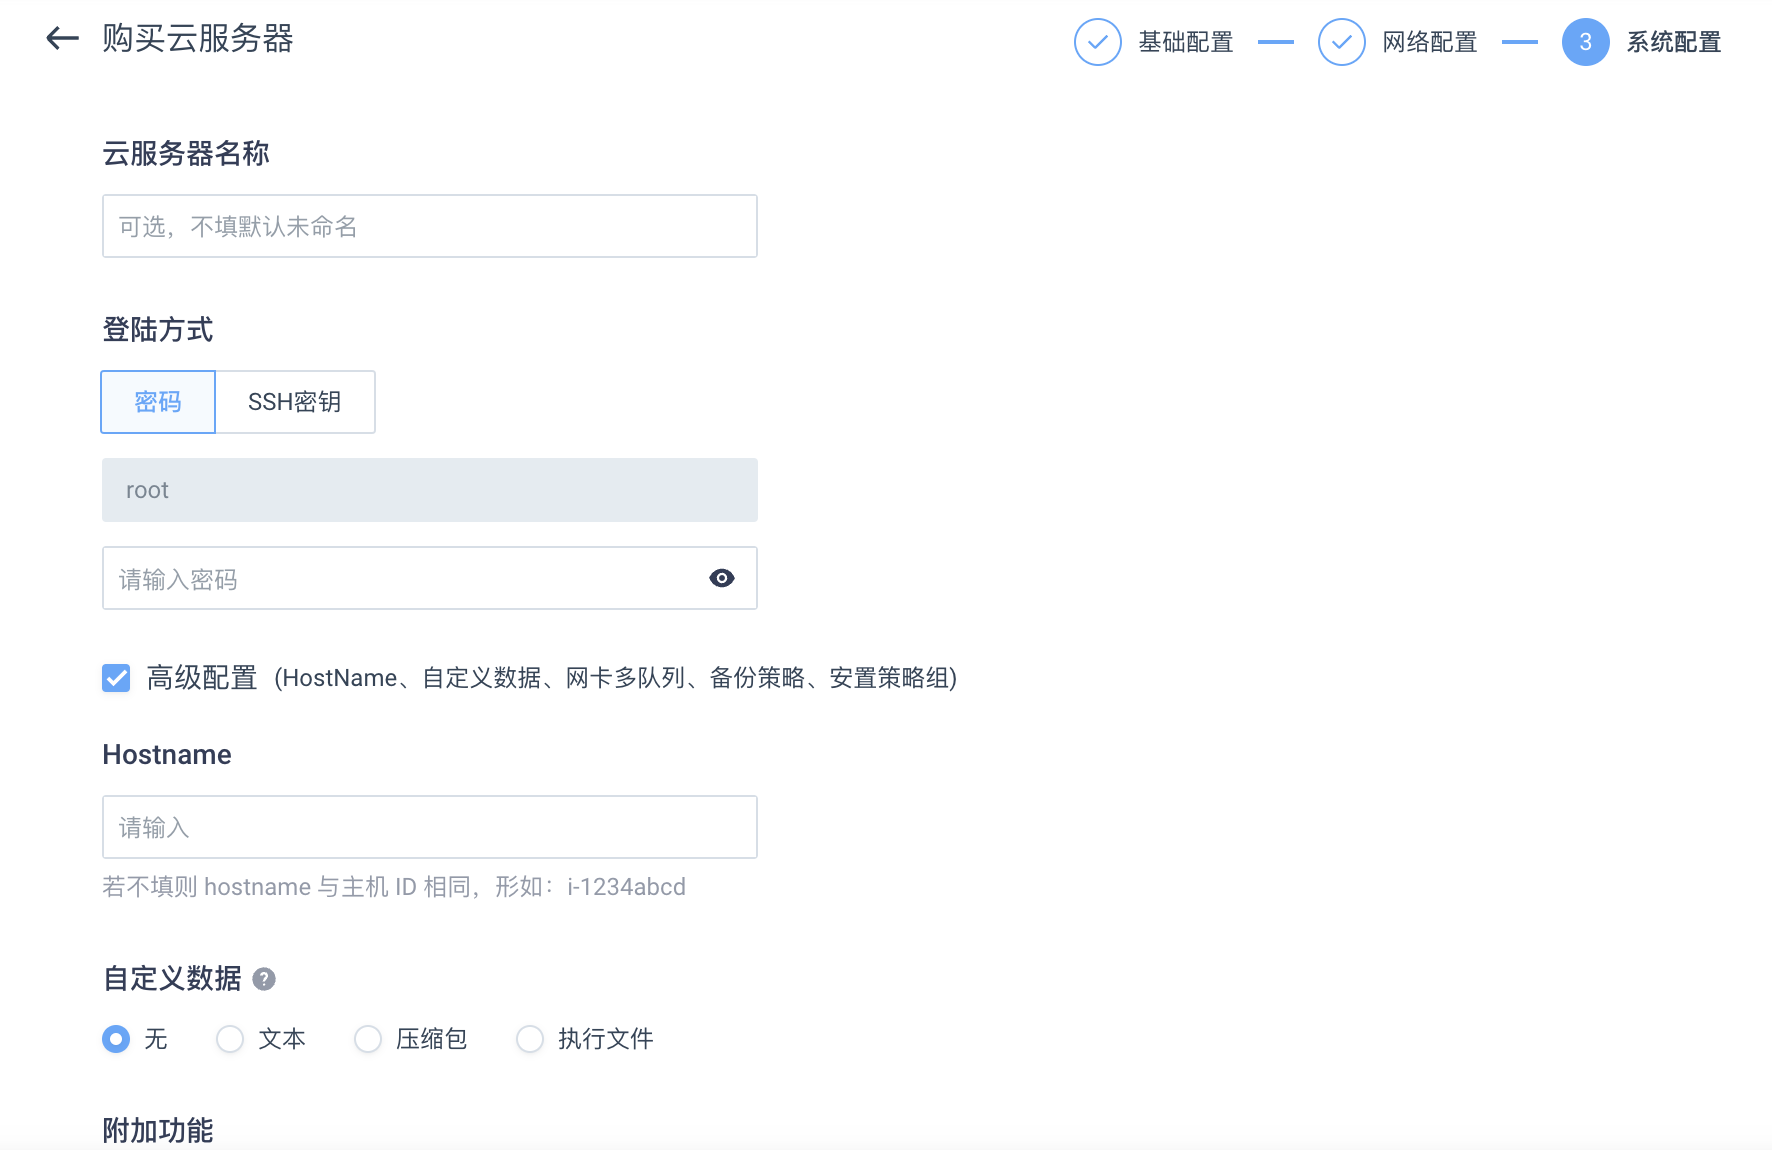 购买云服务器
基础配置
网络配置
3 系统配置
云服务器名称
可选，不填默认未命名
登陆方式
密码 SSH密钥
root
请输入密码
高级配置 (HostName、自定义数据、网卡多队列、备份策略、安置策略组)
Hostname
请输入
若不填则 hostname 与主机 ID 相同，形如：i-1234abcd
自定义数据 ?
无 文本 压缩包 执行文件
附加功能